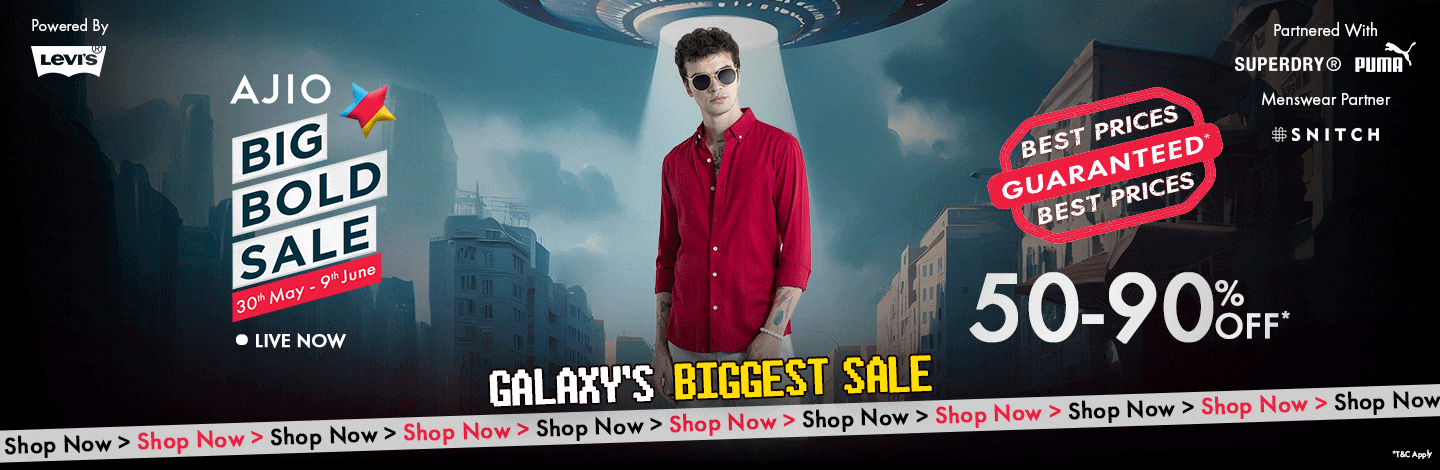 Powered By
LEVI'S®
AJIO
BIG
BOLD
SALE
30th May - 9th June
LIVE NOW
Partnered With
SUPERDRY® PUMA
Menswear Partner
SNITCH
BEST PRICES
GUARANTEED*
BEST PRICES
50-90% OFF*
GALAXY'S BIGGEST SALE
Shop Now > Shop Now > Shop Now > Shop Now > Shop Now > Shop Now > Shop Now > Shop Now > Shop Now > Shop Now > Shop Now
*T&C Apply